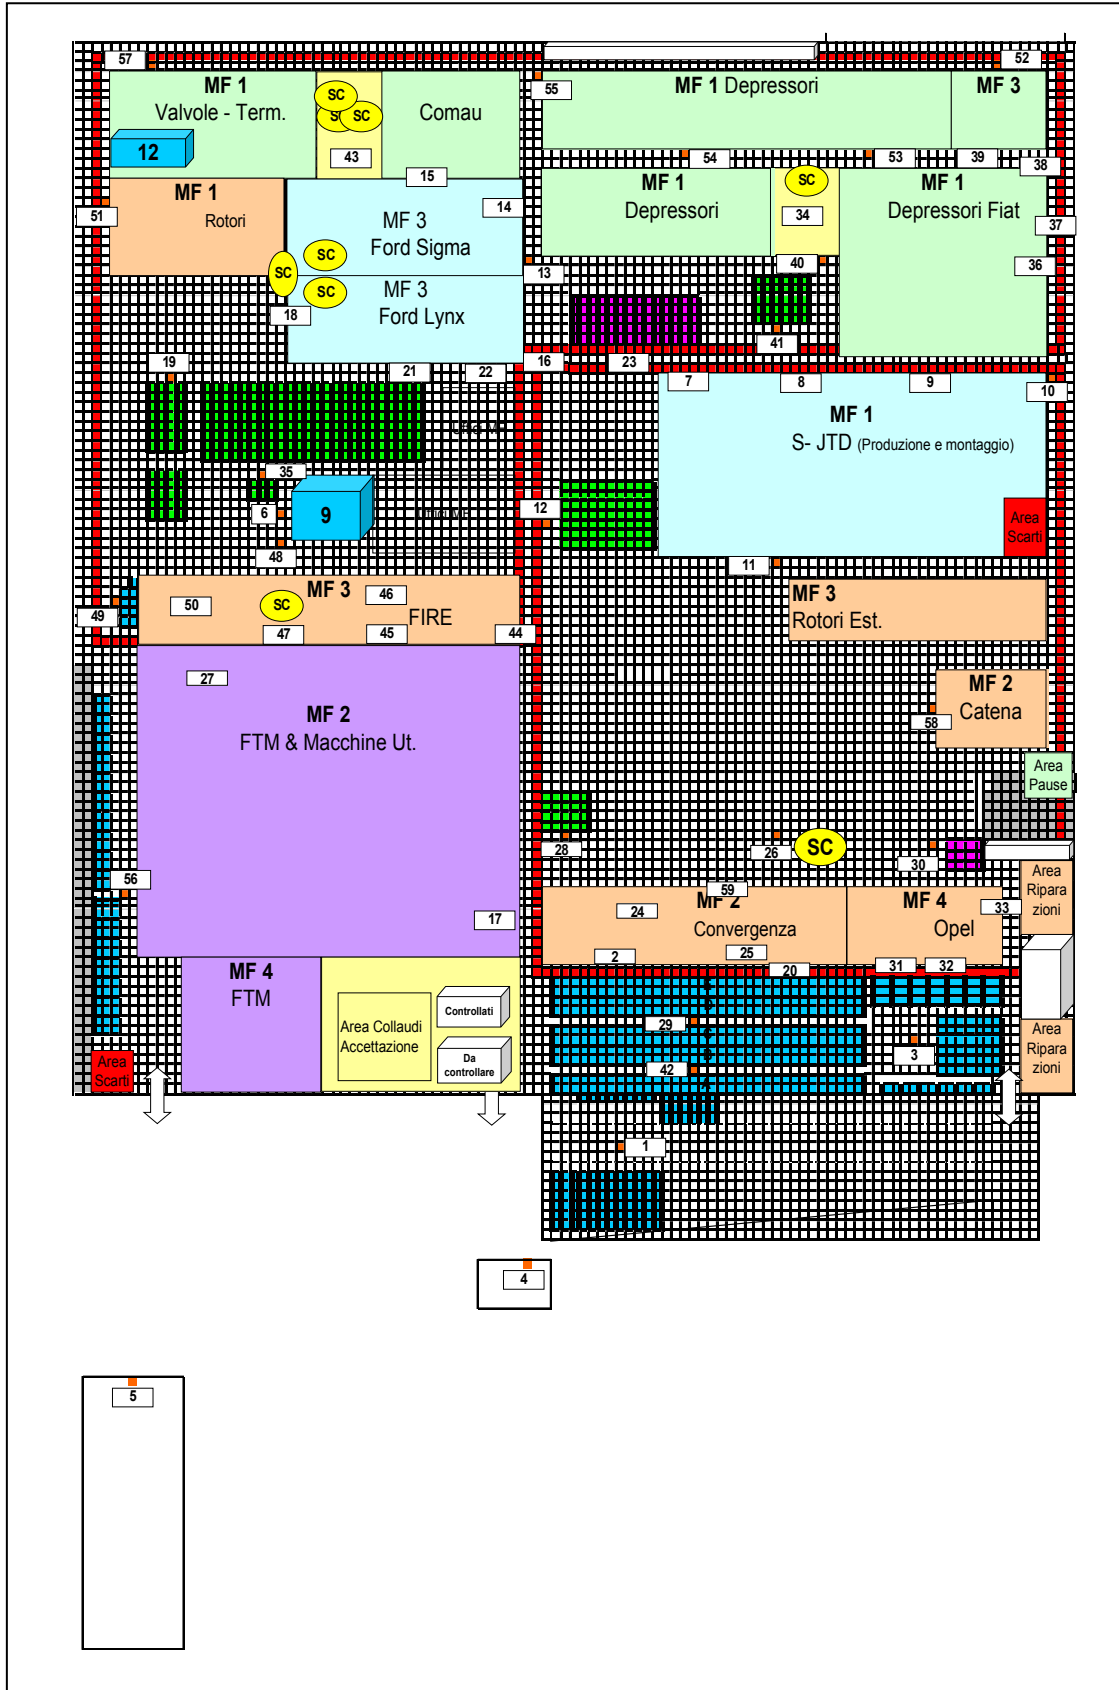 57
52
MF 1
Valvole - Term.
SC
SC
SC
Comau
55
MF 1 Depressori
MF 3
12
43
54
53
39
38
15
MF 1
Rotori
51
14
MF 3
Ford Sigma
SC
SC
SC
MF 3
Ford Lynx
18
13
MF 1
Depressori
SC
34
40
MF 1
Depressori Fiat
37
36
41
16
23
19
21
22
7
8
9
10
MF 1
S- JTD (Produzione e montaggio)
Area
Scarti
35
6
9
48
12
11
MF 3
FIRE
50
SC
46
47
45
44
49
MF 3
Rotori Est.
27
MF 2
FTM & Macchine Ut.
MF 2
Catena
58
Area
Pause
28
26
SC
30
56
17
59
MF 2
Convergenza
24
25
2
20
MF 4
Opel
33
31
32
Area
Ripara
zioni
MF 4
FTM
Area Collaudi
Accettazione
Controllati
Da
controllare
29
42
A
3
Area
Ripara
zioni
Area
Scarti
1
4
5